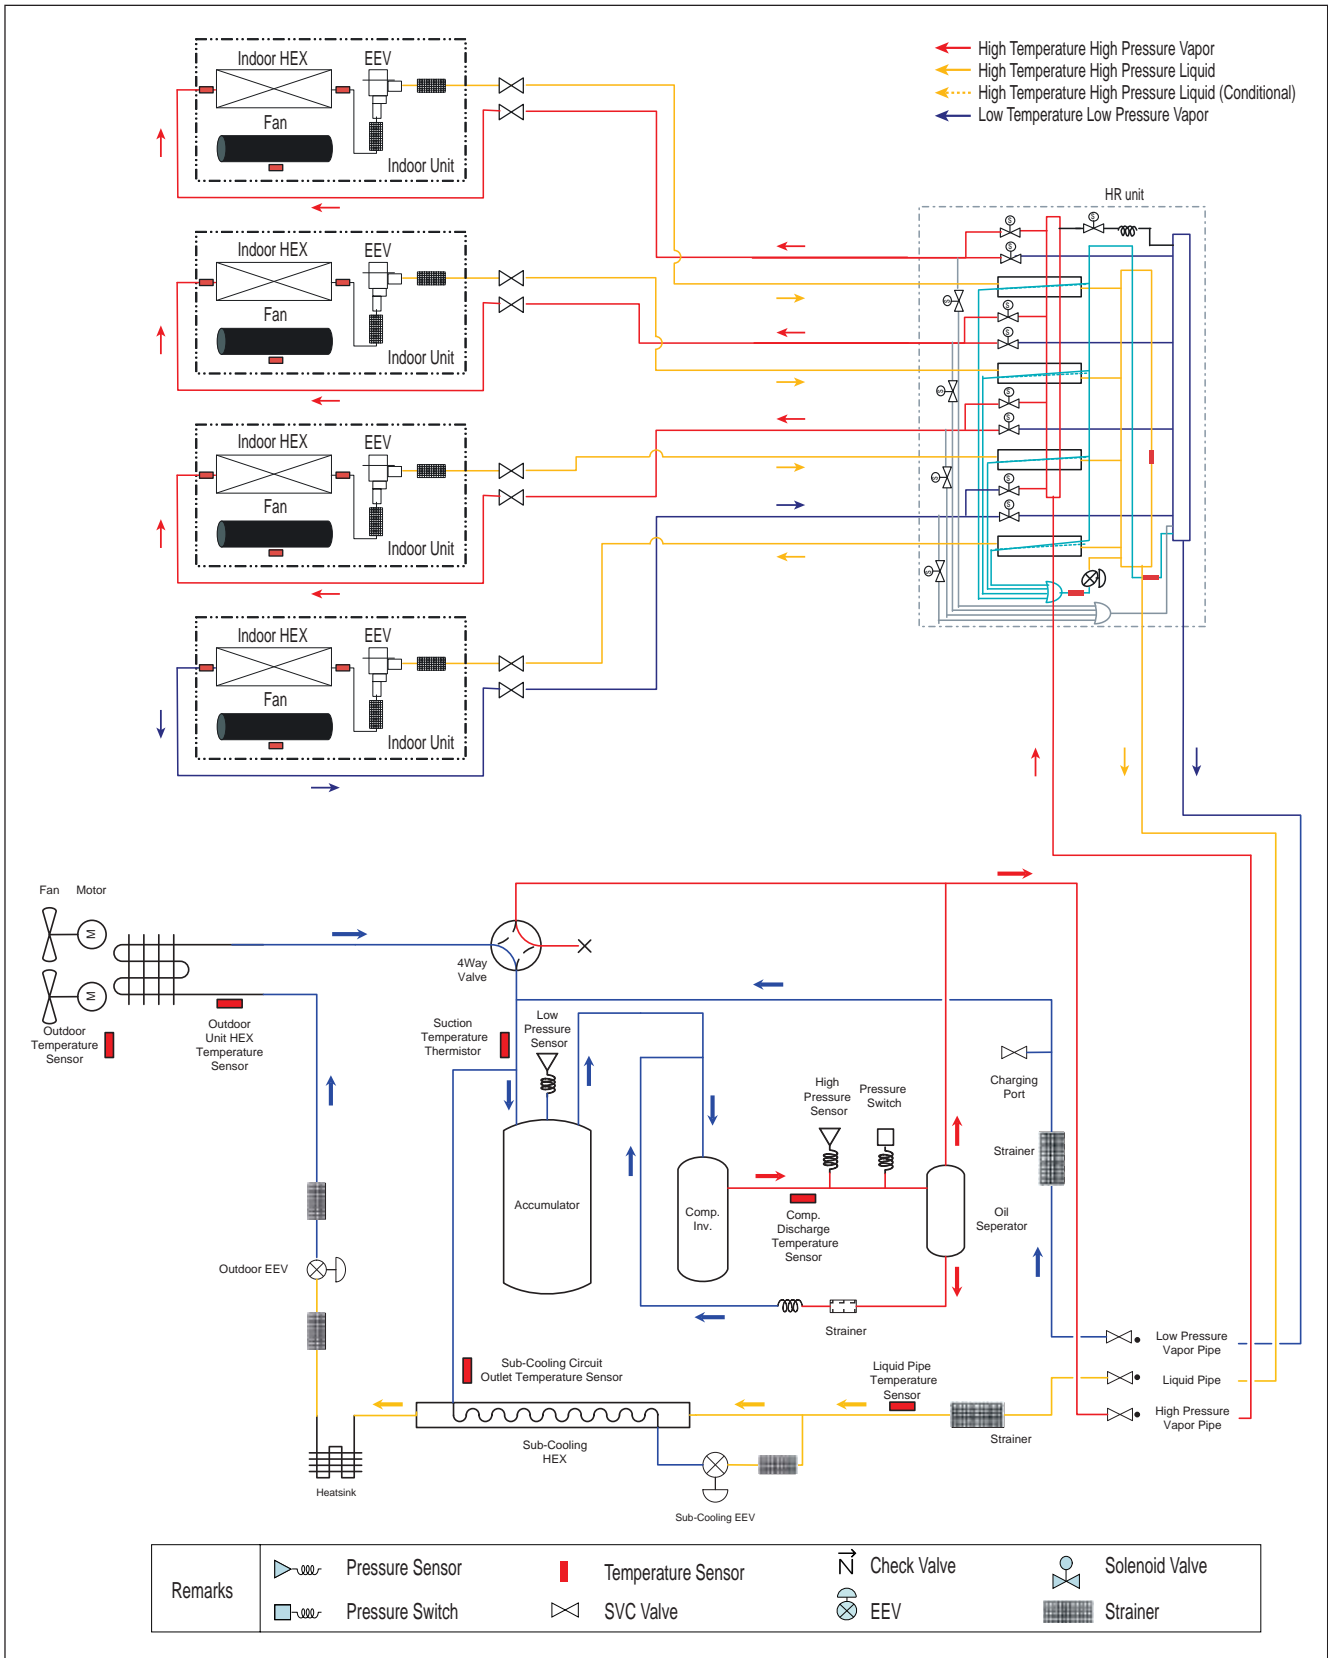 High Temperature High Pressure Vapor
High Temperature High Pressure Liquid
High Temperature High Pressure Liquid (Conditional)
Low Temperature Low Pressure Vapor
Indoor HEX
EEV
Fan
Indoor Unit
HR unit
S
S
S
S
S
S
S
S
S
S
S
S
S
Indoor HEX
EEV
Fan
Indoor Unit
Indoor HEX
EEV
Fan
Indoor Unit
Indoor HEX
EEV
Fan
Indoor Unit
Fan
Motor
M
M
4Way
Valve
Outdoor
Temperature
Sensor
Outdoor
Unit HEX
Temperature
Sensor
Suction
Temperature
Thermistor
Low
Pressure
Sensor
High
Pressure
Sensor
Pressure
Switch
Charging
Port
Strainer
Accumulator
Comp.
Inv.
Comp.
Discharge
Temperature
Sensor
Oil
Seperator
Outdoor EEV
Strainer
Sub-Cooling Circuit
Outlet Temperature Sensor
Liquid Pipe
Temperature
Sensor
Low Pressure
Vapor Pipe
Liquid Pipe
High Pressure
Vapor Pipe
Strainer
Sub-Cooling
HEX
Heatsink
Sub-Cooling EEV
Remarks
Pressure Sensor
Temperature Sensor
Check Valve
Solenoid Valve
Pressure Switch
SVC Valve
EEV
Strainer